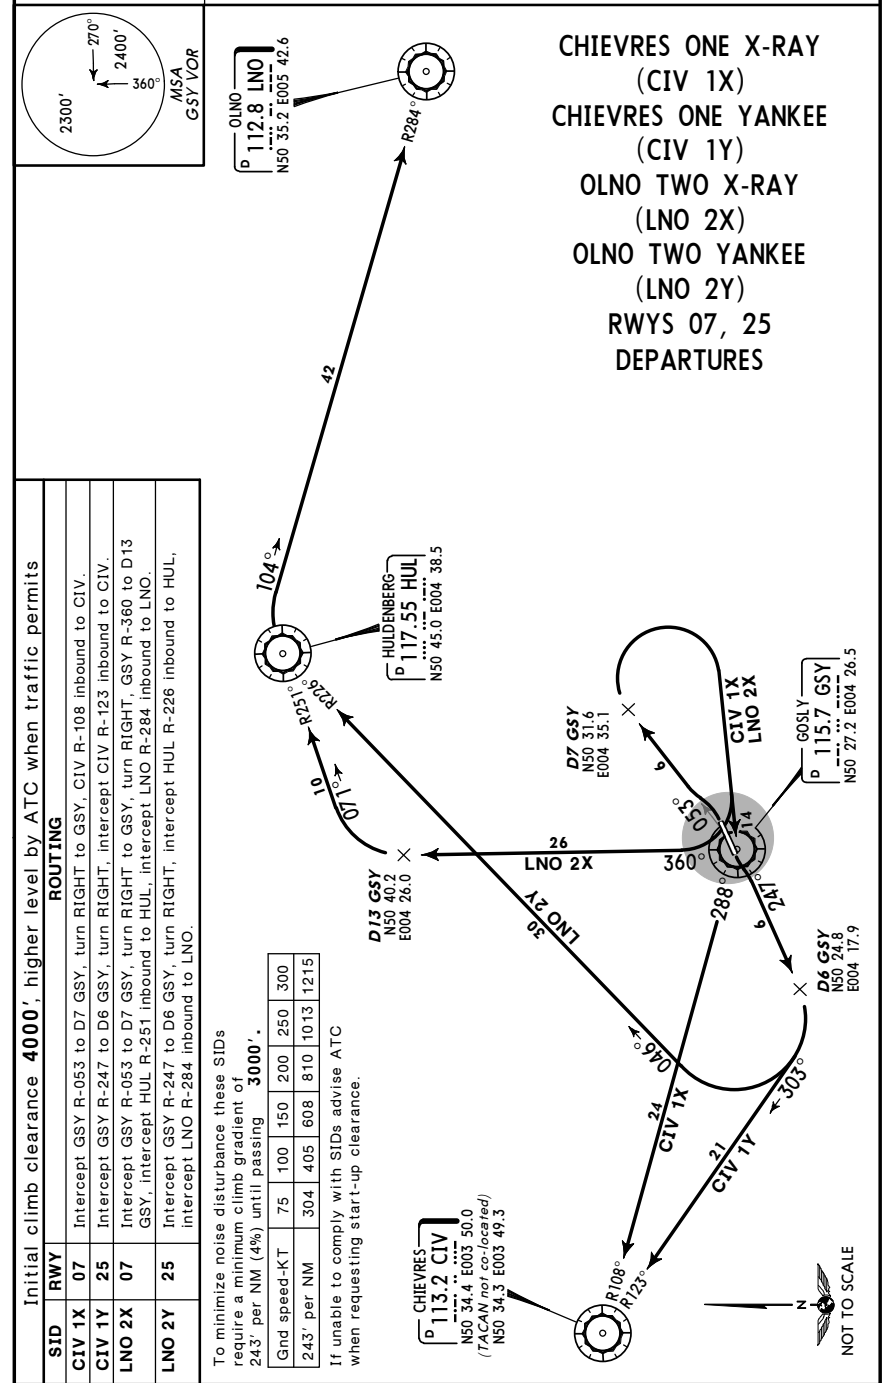 CHIEVRES ONE X-RAY
(CIV 1X)
CHIEVRES ONE YANKEE
(CIV 1Y)
OLNO TWO X-RAY
(LNO 2X)
OLNO TWO YANKEE
(LNO 2Y)
RWYS 07, 25
DEPARTURES
MSA
GSY VOR
270°
2400'
360°
2300'
OLNO
D 112.8 LNO
N50 35.2 E005 42.6
R284°
42
104°
HULDENBERG
D 117.55 HUL
N50 45.0 E004 38.5
R251°
R226°
10
071°
D13 GSY
N50 40.2
E004 26.0
26
LNO 2X
360°
D7 GSY
N50 31.6
E004 35.1
6
053°
CIV 1X
LNO 2X
14
GOSLY
D 115.7 GSY
N50 27.2 E004 26.5
288°
247°
6
D6 GSY
N50 24.8
E004 17.9
30
LNO 2Y
046°
303°
24
CIV 1X
21
CIV 1Y
R108°
R123°
CHIEVRES
D 113.2 CIV
N50 34.4 E003 50.0
(TACAN not co-located)
N50 34.3 E003 49.3
N
NOT TO SCALE
To minimize noise disturbance these SIDs
require a minimum climb gradient of
243' per NM (4%) until passing 3000'.
Gnd speed-KT 75 100 150 200 250 300
243' per NM 304 405 608 810 1013 1215
If unable to comply with SIDs advise ATC
when requesting start-up clearance.
Initial climb clearance 4000', higher level by ATC when traffic permits
SID RWY ROUTING
CIV 1X 07 Intercept GSY R-053 to D7 GSY, turn RIGHT to GSY, CIV R-108 inbound to CIV.
CIV 1Y 25 Intercept GSY R-247 to D6 GSY, turn RIGHT, intercept CIV R-123 inbound to CIV.
LNO 2X 07 Intercept GSY R-053 to D7 GSY, turn RIGHT to GSY, turn RIGHT, GSY R-360 to D13
GSY, intercept HUL R-251 inbound to HUL, intercept LNO R-284 inbound to LNO.
LNO 2Y 25 Intercept GSY R-247 to D6 GSY, turn RIGHT, intercept HUL R-226 inbound to HUL,
intercept LNO R-284 inbound to LNO.